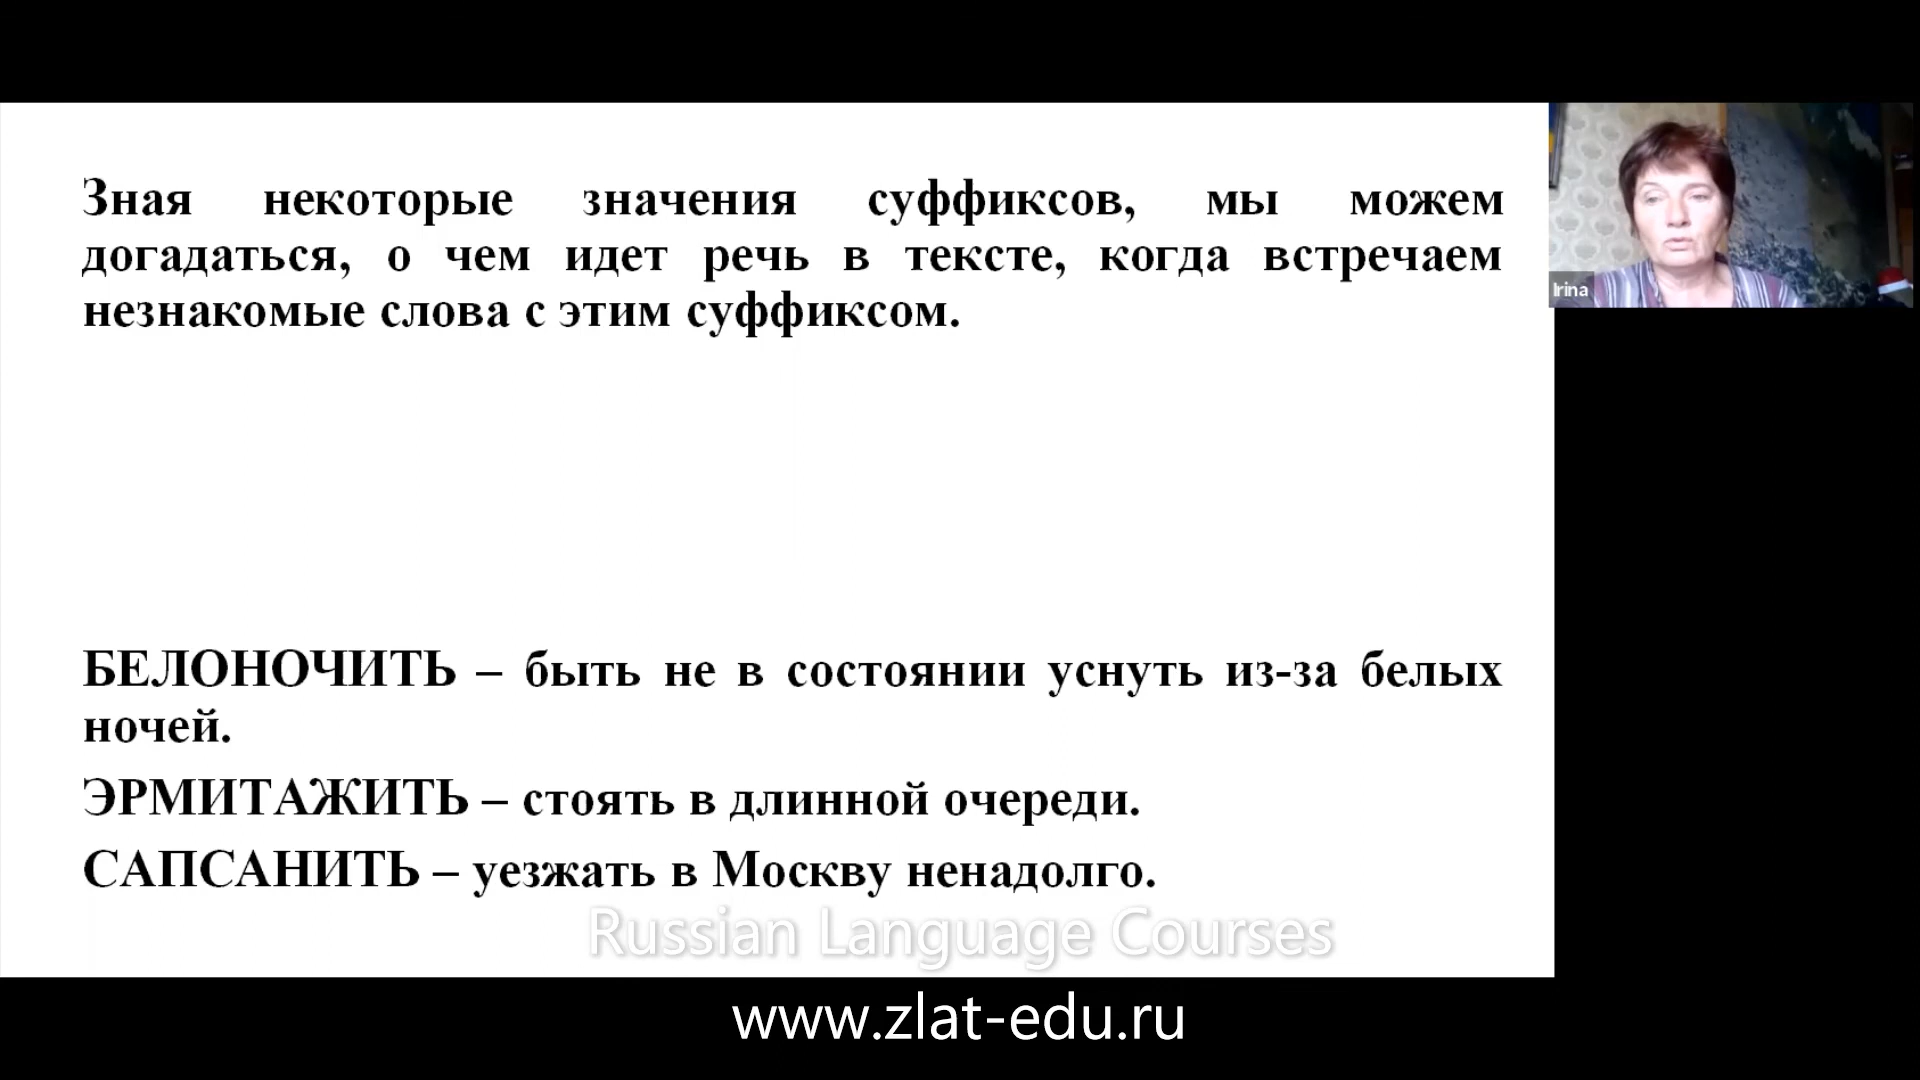 Зная некоторые значения суффиксов, мы можем
догадаться, о чем идет речь в тексте, когда встречаем
незнакомые слова с этим суффиксом.
Irina
БЕЛОНОЧИТЬ – быть не в состоянии уснуть из-за белых
ночей.
ЭРМИТАЖИТЬ – стоять в длинной очереди.
САПСАНИТЬ – уезжать в Москву ненадолго.
Russian Language Courses
www.zlat-edu.ru